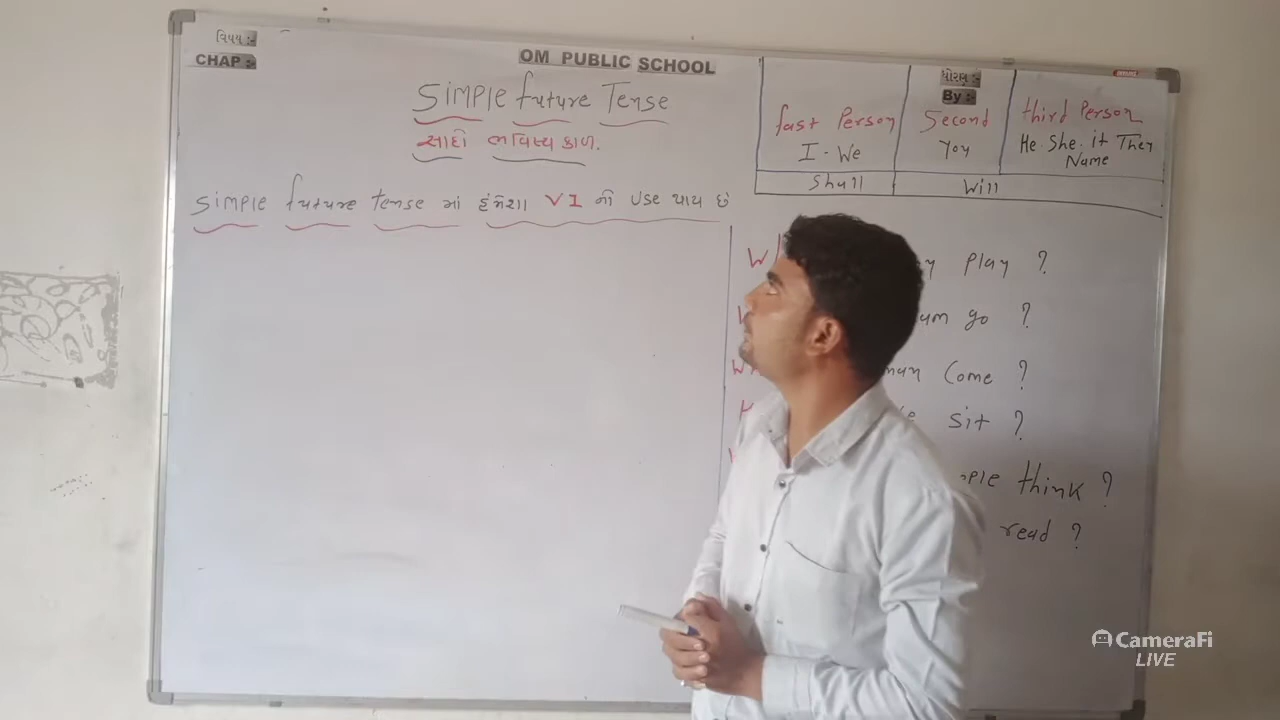 વિષય :-
CHAP :-
OM PUBLIC SCHOOL
Simple future Tense
સાદો ભવિષ્ય કાળ.
Simple future tense માં હંમેશા V1 નો use થાય છે
ધોરણ :-
By :-
fast Person
Second
third Person
I - We
You
He. She. it They
Name
Shall
Will
play ?
go ?
Come ?
sit ?
think ?
read ?
CameraFi
LIVE